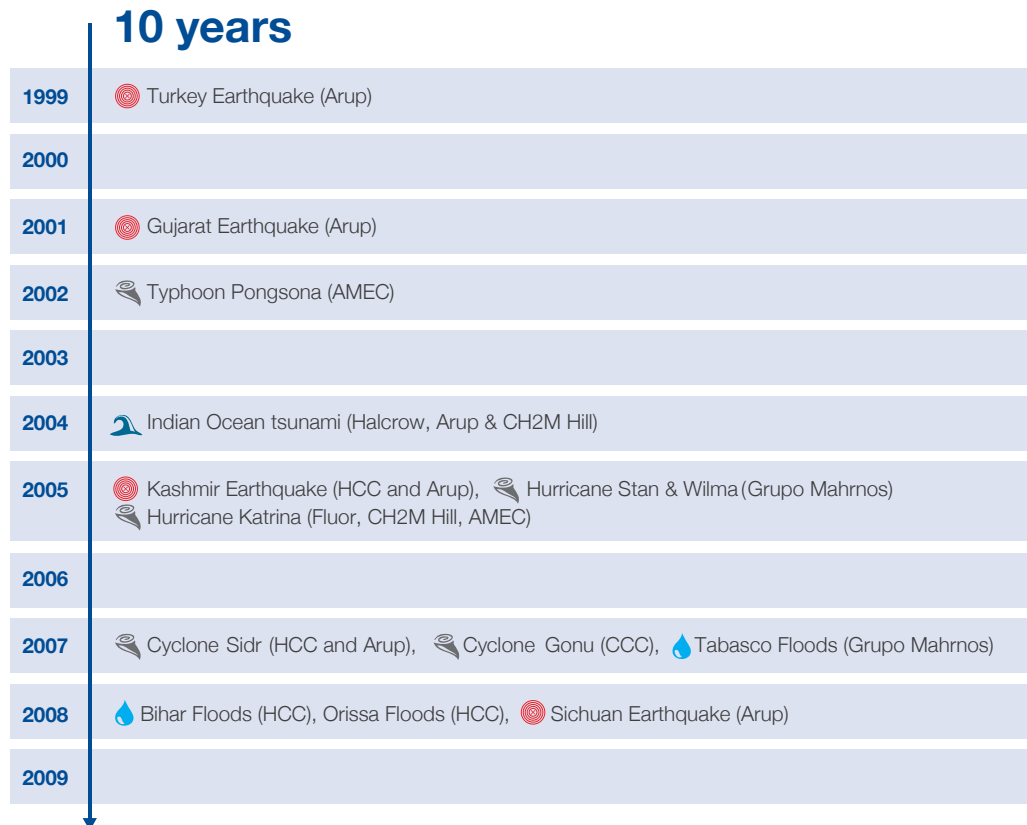 10 years
1999 Turkey Earthquake (Arup)
2000
2001 Gujarat Earthquake (Arup)
2002 Typhoon Pongsona (AMEC)
2003
2004 Indian Ocean tsunami (Halcrow, Arup & CH2M Hill)
2005 Kashmir Earthquake (HCC and Arup), Hurricane Stan & Wilma (Grupo Mahrnos)
Hurricane Katrina (Fluor, CH2M Hill, AMEC)
2006
2007 Cyclone Sidr (HCC and Arup), Cyclone Gonu (CCC), Tabasco Floods (Grupo Mahrnos)
2008 Bihar Floods (HCC), Orissa Floods (HCC), Sichuan Earthquake (Arup)
2009